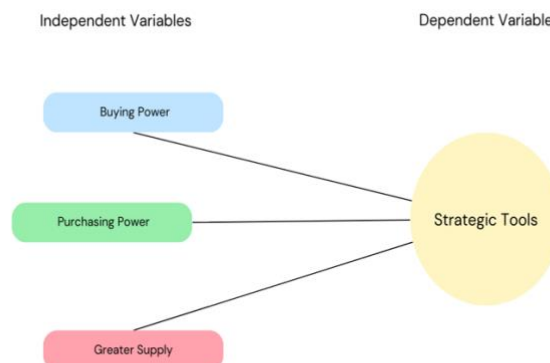 Independent Variables
Dependent Variable
Buying Power
Purchasing Power
Strategic Tools
Greater Supply